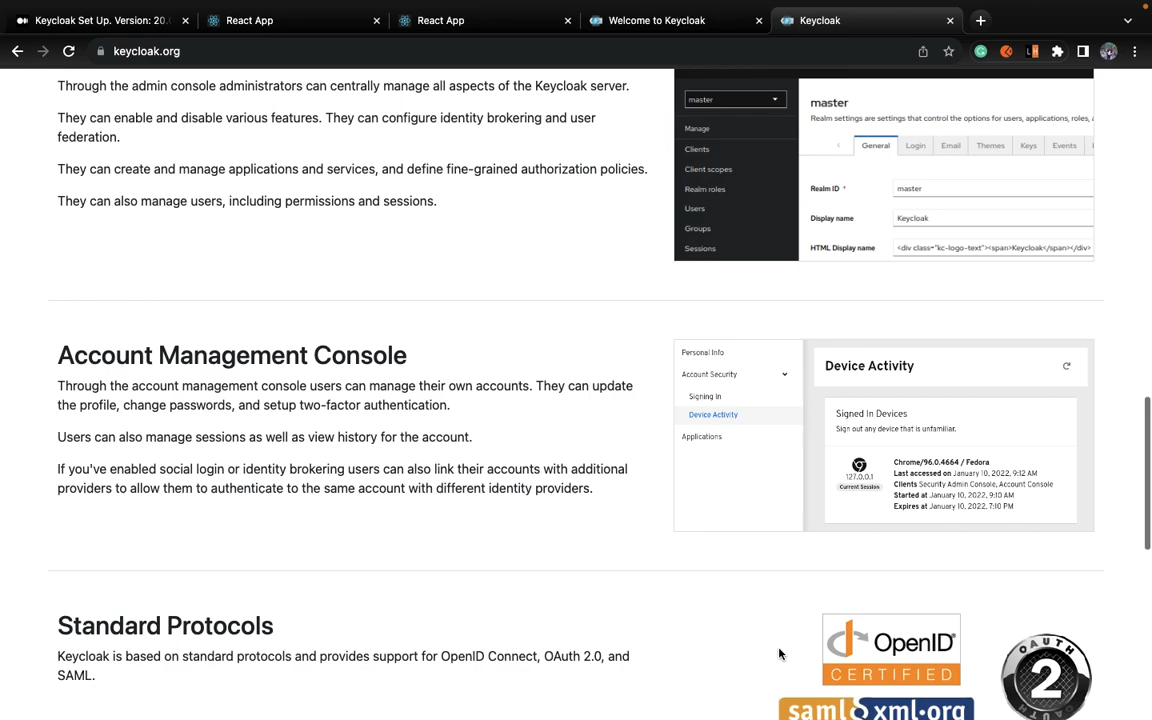 Keycloak Set Up. Version: 20.
React App
React App
Welcome to Keycloak
Keycloak
keycloak.org
Through the admin console administrators can centrally manage all aspects of the Keycloak server.
They can enable and disable various features. They can configure identity brokering and user
federation.
They can create and manage applications and services, and define fine-grained authorization policies.
They can also manage users, including permissions and sessions.
master
Manage
Clients
Client scopes
Realm roles
Users
Groups
Sessions
master
Realm settings are settings that control the options for users, applications, roles,
General
Login
Email
Themes
Keys
Events
Realm ID *
master
Display name
Keycloak
HTML Display name
<div class="kc-logo-text"><span>Keycloak</span></div>
Account Management Console
Through the account management console users can manage their own accounts. They can update
the profile, change passwords, and setup two-factor authentication.
Users can also manage sessions as well as view history for the account.
If you've enabled social login or identity brokering users can also link their accounts with additional
providers to allow them to authenticate to the same account with different identity providers.
Personal Info
Account Security
Signing In
Device Activity
Applications
Device Activity
Signed In Devices
Sign out any device that is unfamiliar.
127.0.0.1
Current Session
Chrome/96.0.4664 / Fedora
Last accessed on January 10, 2022, 9:12 AM
Clients Security Admin Console, Account Console
Started at January 10, 2022, 9:10 AM
Expires at January 10, 2022, 7:10 PM
Standard Protocols
Keycloak is based on standard protocols and provides support for OpenID Connect, OAuth 2.0, and
SAML.
OpenID®
CERTIFIED
OAUTH
2
saml xml.org